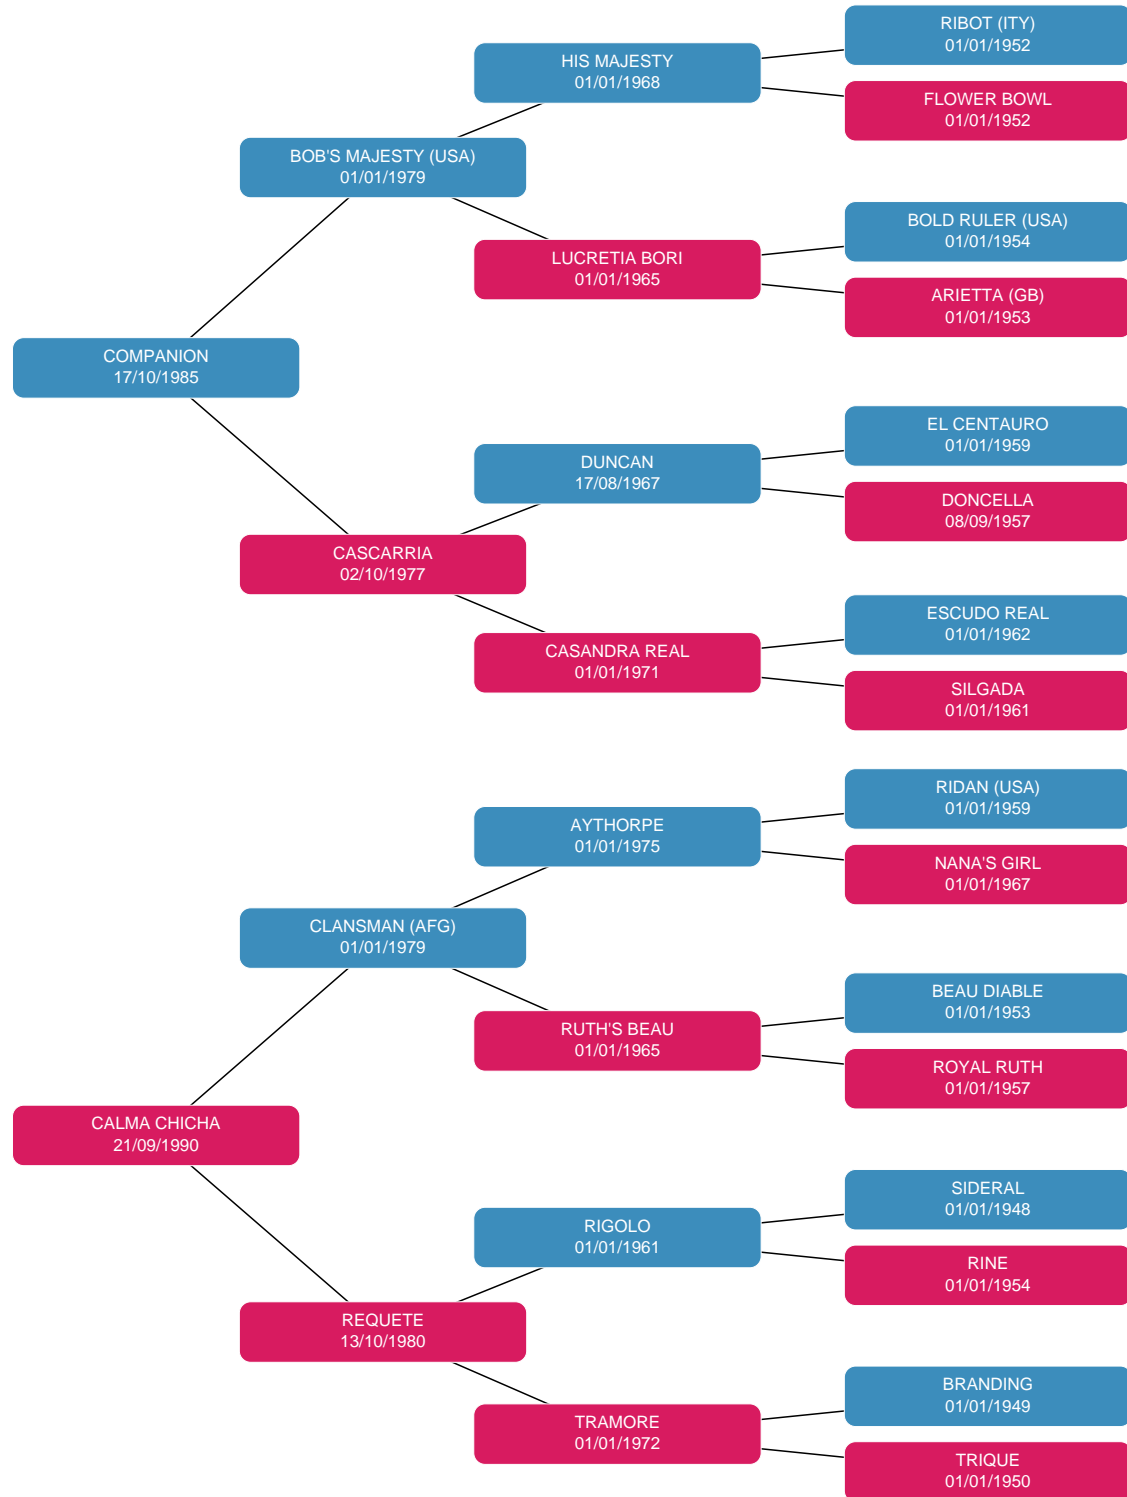 RIBOT (ITY)
01/01/1952
HIS MAJESTY
01/01/1968
FLOWER BOWL
01/01/1952
BOB'S MAJESTY (USA)
01/01/1979
BOLD RULER (USA)
01/01/1954
LUCRETIA BORI
01/01/1965
ARIETTA (GB)
01/01/1953
COMPANION
17/10/1985
EL CENTAURO
01/01/1959
DUNCAN
17/08/1967
DONCELLA
08/09/1957
CASCARRIA
02/10/1977
ESCUDO REAL
01/01/1962
CASANDRA REAL
01/01/1971
SILGADA
01/01/1961
RIDAN (USA)
01/01/1959
AYTHORPE
01/01/1975
NANA'S GIRL
01/01/1967
CLANSMAN (AFG)
01/01/1979
BEAU DIABLE
01/01/1953
RUTH'S BEAU
01/01/1965
ROYAL RUTH
01/01/1957
CALMA CHICHA
21/09/1990
SIDERAL
01/01/1948
RIGOLO
01/01/1961
RINE
01/01/1954
REQUETE
13/10/1980
BRANDING
01/01/1949
TRAMORE
01/01/1972
TRIQUE
01/01/1950